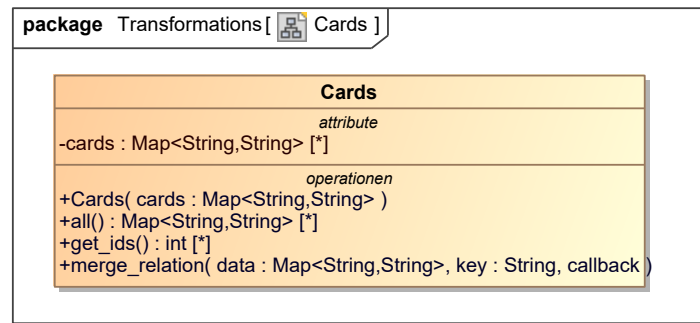 package Transformations [ Cards ]
Cards
attribute
-cards : Map<String,String> [*]
operationen
+Cards( cards : Map<String,String> )
+all() : Map<String,String> [*]
+get_ids() : int [*]
+merge_relation( data : Map<String,String>, key : String, callback )